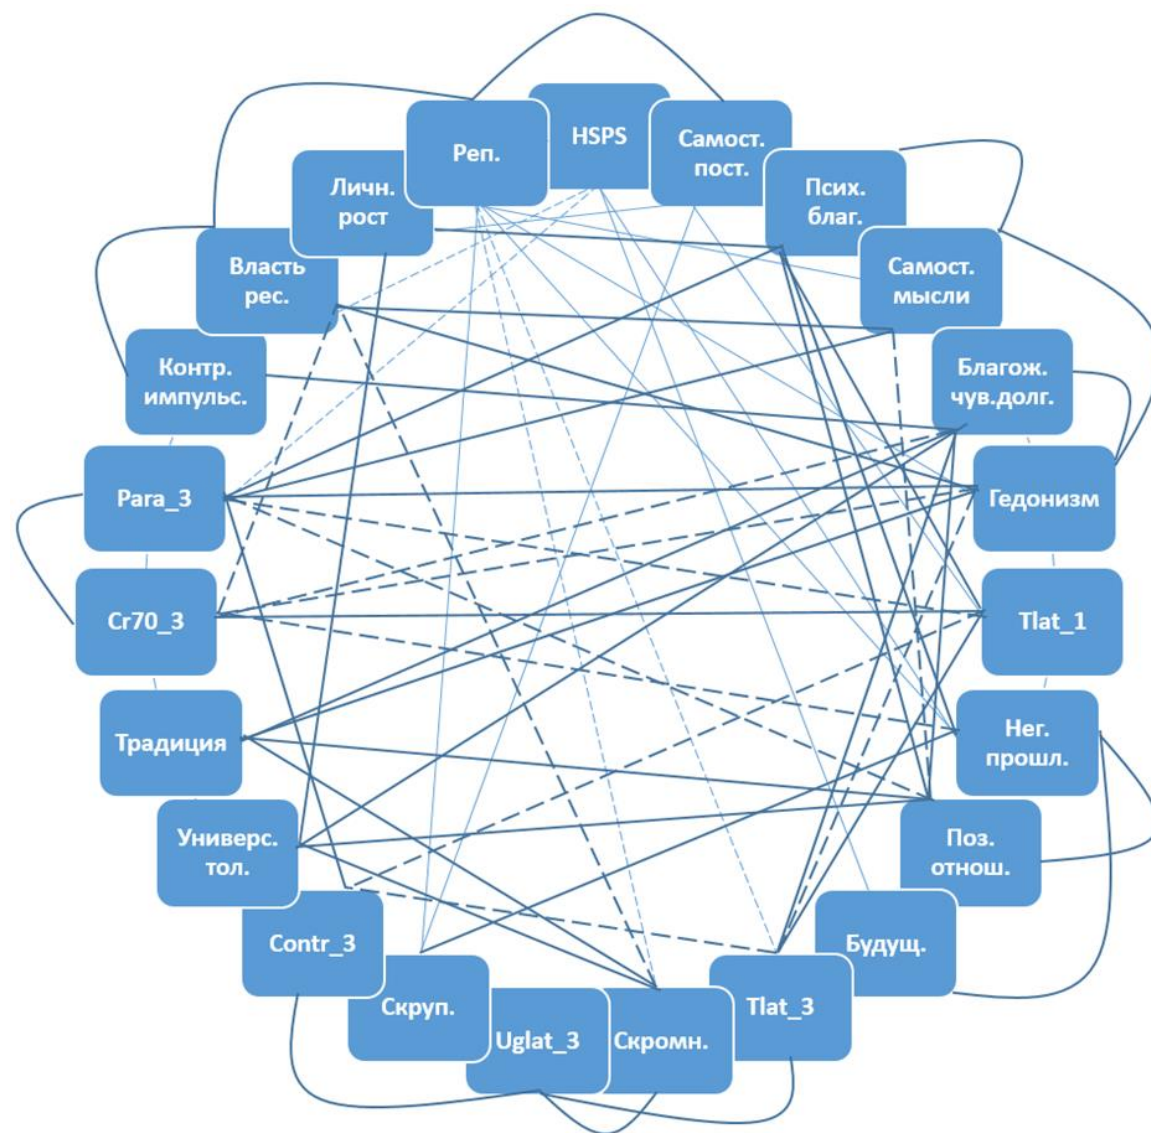 HSPS
Самост.
пост.
Псих.
благ.
Самост.
мысли
Благож.
чув.долг.
Гедонизм
Tlat_1
Нег.
прошл.
Поз.
отнош.
Будущ.
Tlat_3
Скромн.
Uglat_3
Скруп.
Contr_3
Универс.
тол.
Традиция
Cr70_3
Para_3
Контр.
импульс.
Власть
рес.
Личн.
рост
Реп.